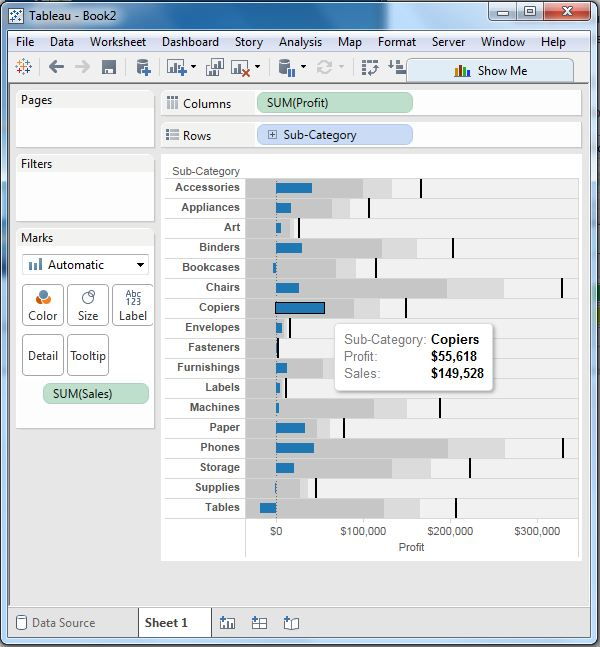 Tableau - Book2
File Data Worksheet Dashboard Story Analysis Map Format Server Window Help
Show Me
Pages
Columns SUM(Profit)
Rows Sub-Category
Filters
Sub-Category
Accessories
Appliances
Art
Marks
Automatic
Color Size Abc 123 Label
Detail Tooltip
SUM(Sales)
Binders
Bookcases
Chairs
Copiers
Envelopes
Fasteners
Furnishings
Labels
Machines
Paper
Phones
Storage
Supplies
Tables
Sub-Category: Copiers
Profit: $55,618
Sales: $149,528
$0 $100,000 $200,000 $300,000
Profit
Data Source Sheet 1